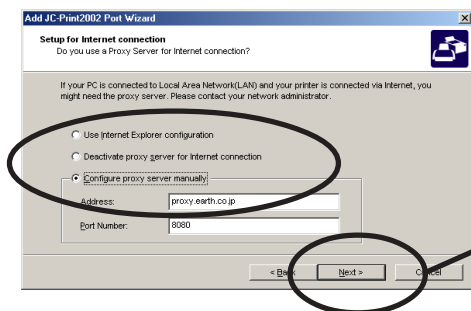 Add JC-Print2002 Port Wizard
Setup for Internet connection
Do you use a Proxy Server for Internet connection?
If your PC is connected to Local Area Network(LAN) and your printer is connected via Internet, you
might need the proxy server. Please contact your network administrator.
Use Internet Explorer configuration
Deactivate proxy server for Internet connection
Configure proxy server manually
Address: proxy.earth.co.jp
Port Number: 8080
< Back Next > Cancel